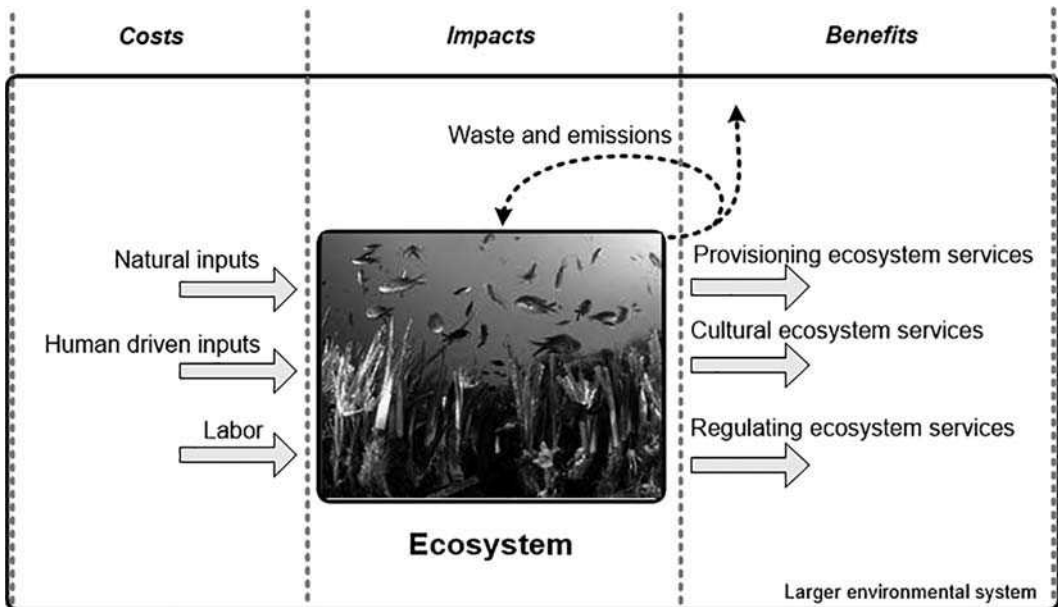 Costs
Impacts
Benefits
Waste and emissions
Natural inputs
Human driven inputs
Labor
Provisioning ecosystem services
Cultural ecosystem services
Regulating ecosystem services
Ecosystem
Larger environmental system